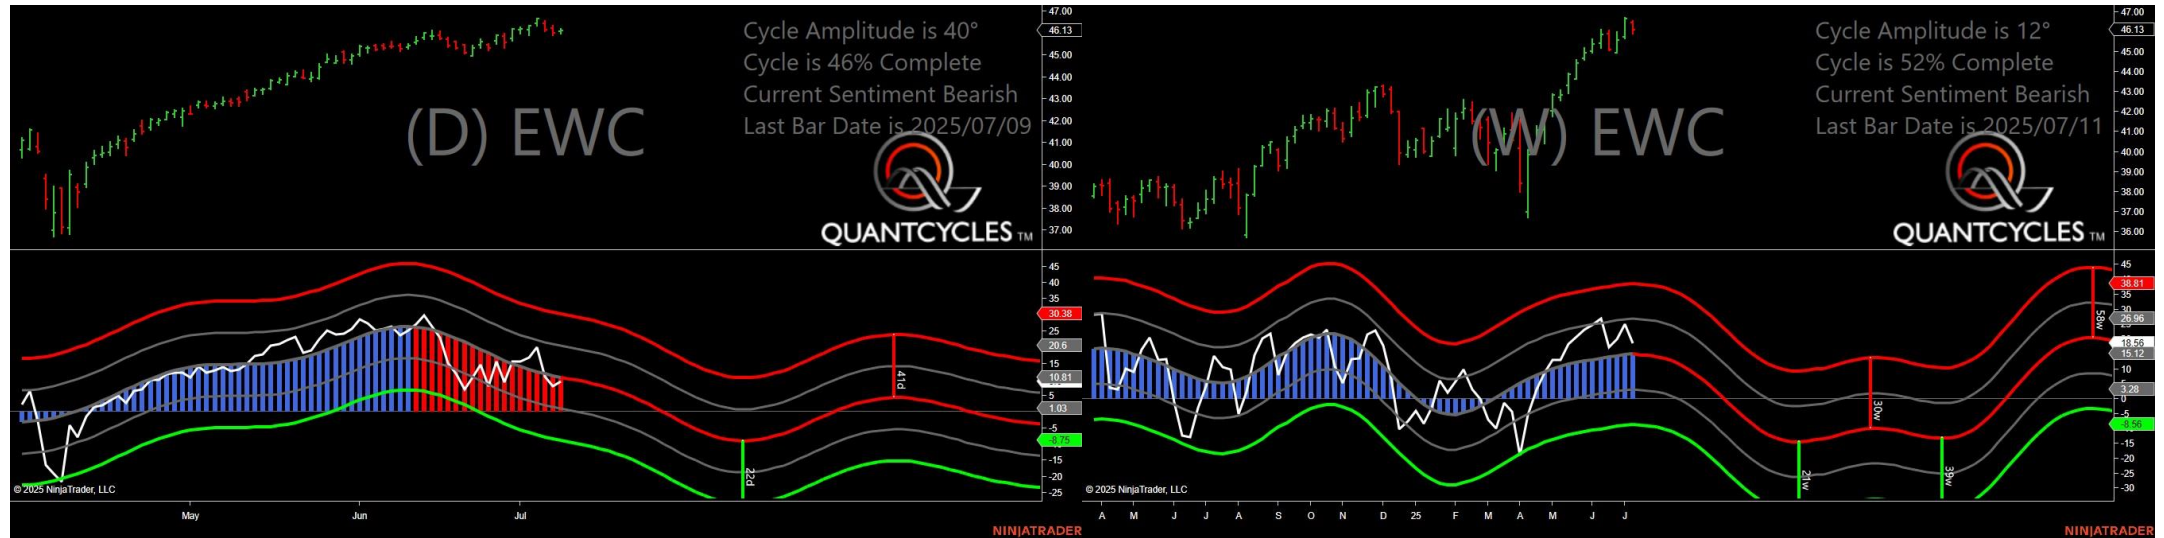 Cycle Amplitude is 40°
Cycle is 46% Complete
Current Sentiment Bearish
Last Bar Date is 2025/07/09
(D) EWC
QUANTCYCLES TM
47.00
46.13
45.00
44.00
43.00
42.00
41.00
40.00
39.00
38.00
37.00
45
40
35
30.38
25
20.6
15
10.81
5
1.03
-5
-8.75
-15
-20
-25
41d
22d
© 2025 NinjaTrader, LLC
May
Jun
Jul
NINJATRADER
Cycle Amplitude is 12°
Cycle is 52% Complete
Current Sentiment Bearish
Last Bar Date is 2025/07/11
(W) EWC
QUANTCYCLES TM
47.00
46.13
45.00
44.00
43.00
42.00
41.00
40.00
39.00
38.00
37.00
36.00
45
38.81
35
26.96
18.56
15.12
10
3.28
0
-5
-8.56
-15
-20
-25
-30
58w
30w
21w
39w
© 2025 NinjaTrader, LLC
A M J J A S O N D 25 F M A M J J
NINJATRADER